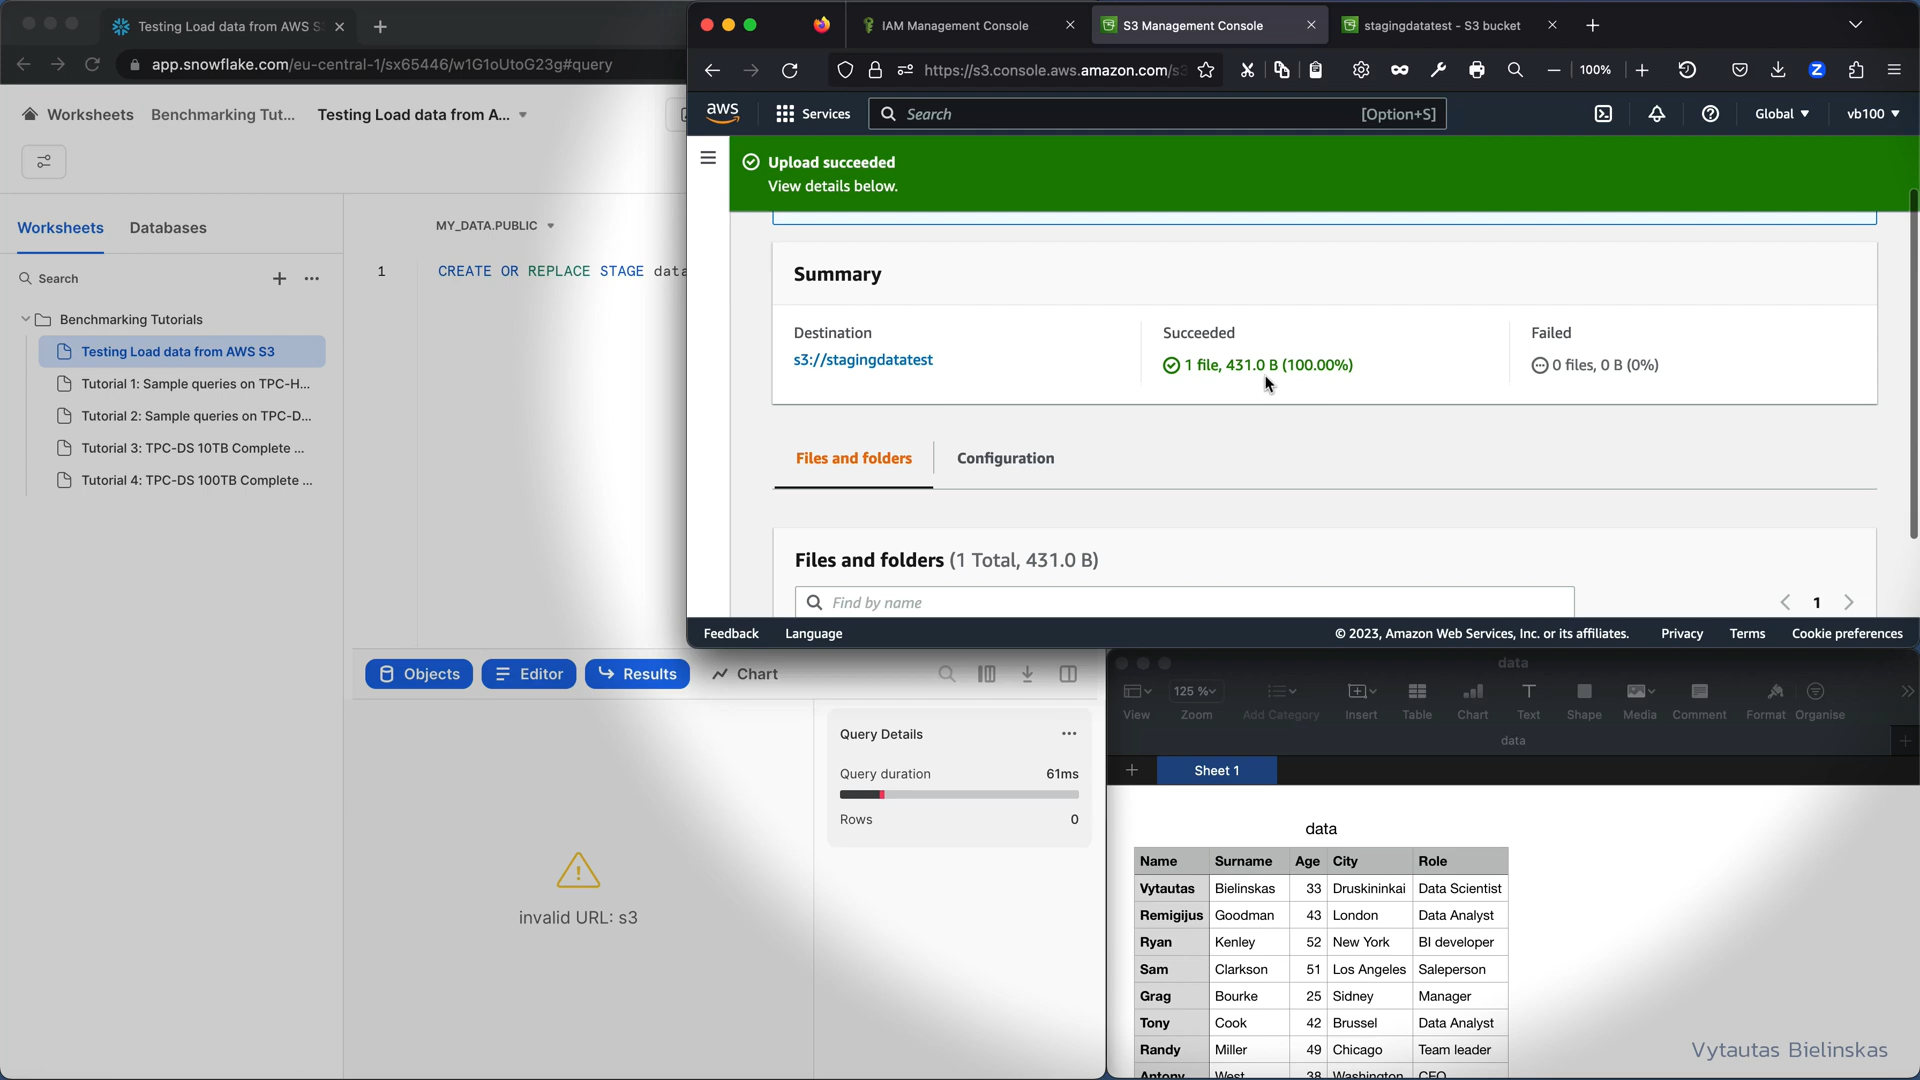 Testing Load data from AWS S
app.snowflake.com/eu-central-1/sx65446/w1G1oUtoG23g#query
Worksheets
Benchmarking Tut...
Testing Load data from A...
Worksheets
Databases
Search
Benchmarking Tutorials
Testing Load data from AWS S3
Tutorial 1: Sample queries on TPC-H...
Tutorial 2: Sample queries on TPC-D...
Tutorial 3: TPC-DS 10TB Complete ...
Tutorial 4: TPC-DS 100TB Complete ...
MY_DATA.PUBLIC
1
CREATE OR REPLACE STAGE data
Objects
Editor
Results
Chart
Query Details
Query duration 61ms
Rows 0
invalid URL: s3
IAM Management Console
S3 Management Console
stagingdatatest - S3 bucket
https://s3.console.aws.amazon.com/s3
100%
aws
Services
Search
[Option+S]
Global
vb100
Upload succeeded
View details below.
Summary
Destination
s3://stagingdatatest
Succeeded
1 file, 431.0 B (100.00%)
Failed
0 files, 0 B (0%)
Files and folders
Configuration
Files and folders (1 Total, 431.0 B)
Find by name
1
Feedback
Language
© 2023, Amazon Web Services, Inc. or its affiliates.
Privacy
Terms
Cookie preferences
data
125 %
View
Zoom
Add Category
Insert
Table
Chart
Text
Shape
Media
Comment
Format
Organise
data
Sheet 1
data
Name Surname Age City Role
Vytautas Bielinskas 33 Druskininkai Data Scientist
Remigijus Goodman 43 London Data Analyst
Ryan Kenley 52 New York BI developer
Sam Clarkson 51 Los Angeles Saleperson
Grag Bourke 25 Sidney Manager
Tony Cook 42 Brussel Data Analyst
Randy Miller 49 Chicago Team leader
Antony West 38 Washington CEO
Vytautas Bielinskas